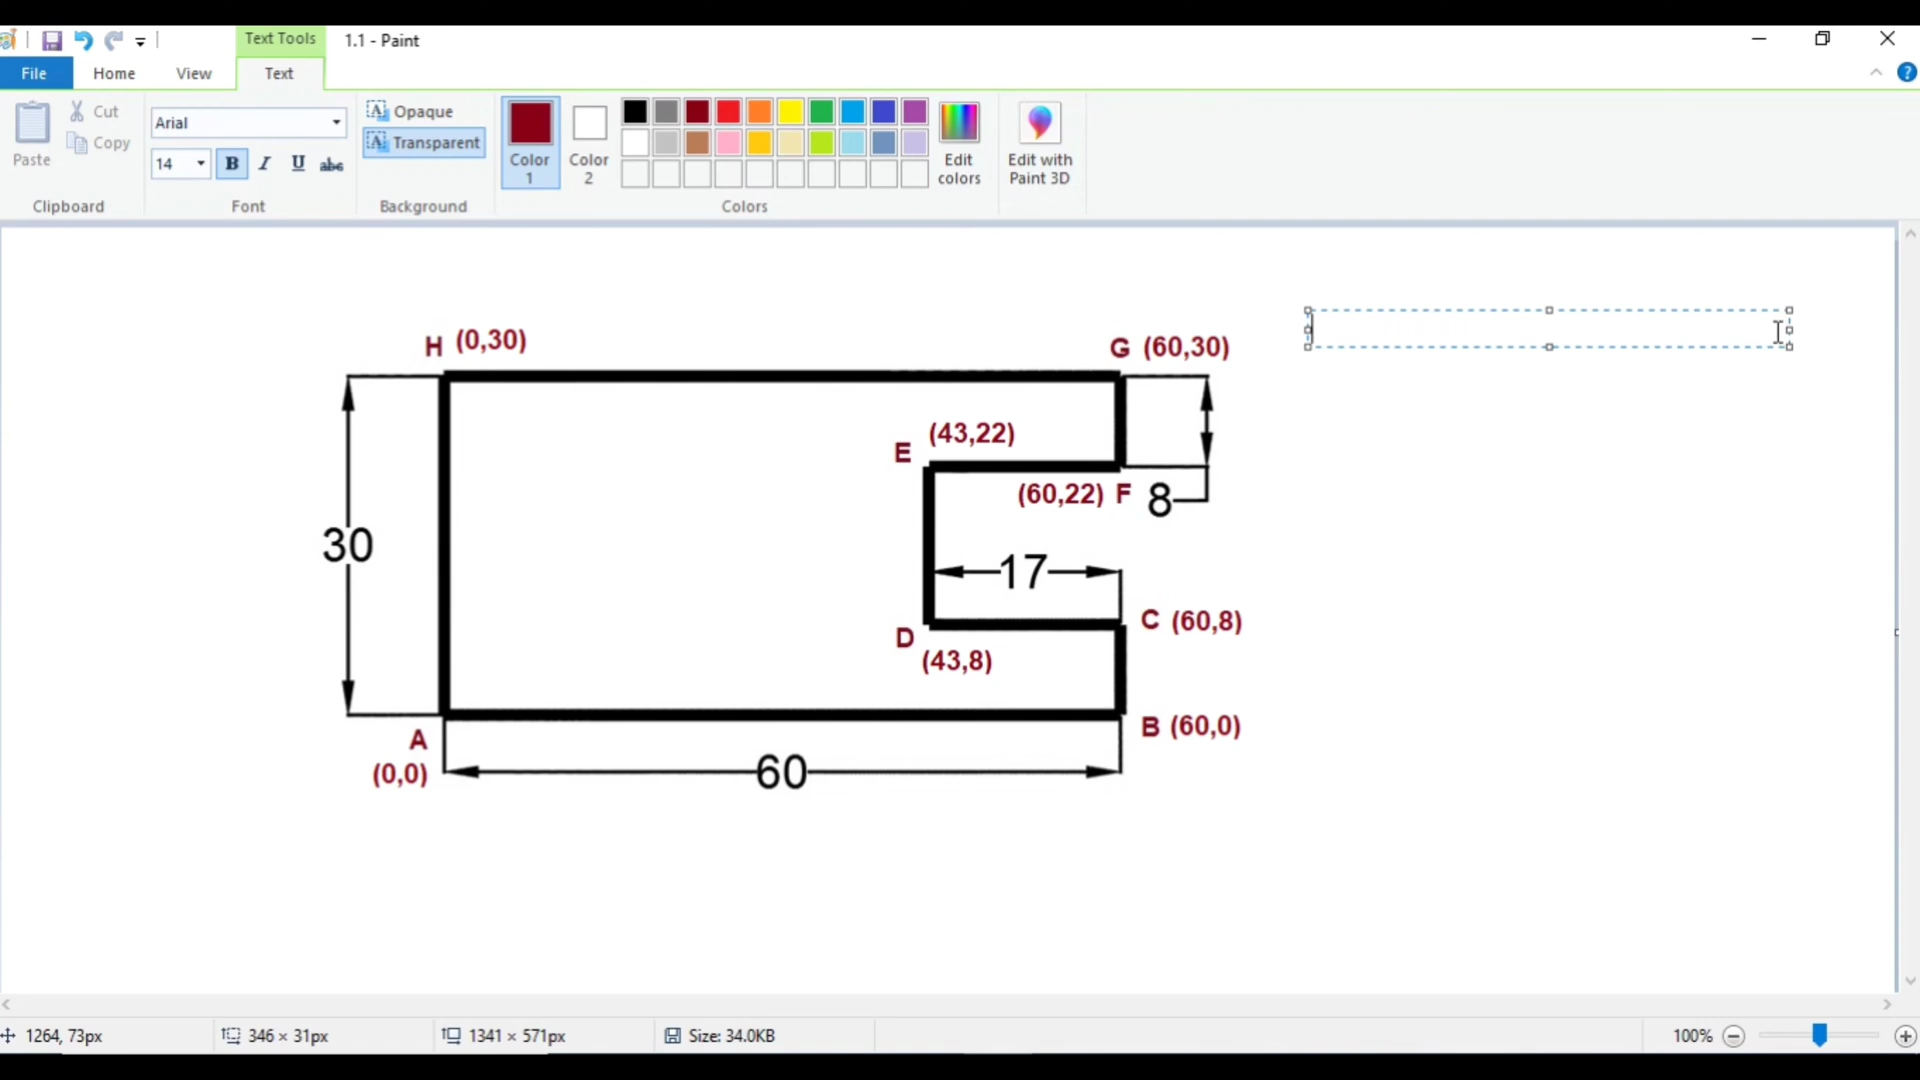 Text Tools
1.1 - Paint
File
Home
View
Text
Paste
Cut
Copy
Clipboard
Arial
14
B
I
U
abc
Font
A Opaque
A Transparent
Background
Color 1
Color 2
Edit colors
Colors
Edit with Paint 3D
?
H (0,30)
G (60,30)
E (43,22)
(60,22) F 8
30
17
C (60,8)
D
(43,8)
B (60,0)
A
(0,0)
60
1264, 73px
346 × 31px
1341 × 571px
Size: 34.0KB
100%